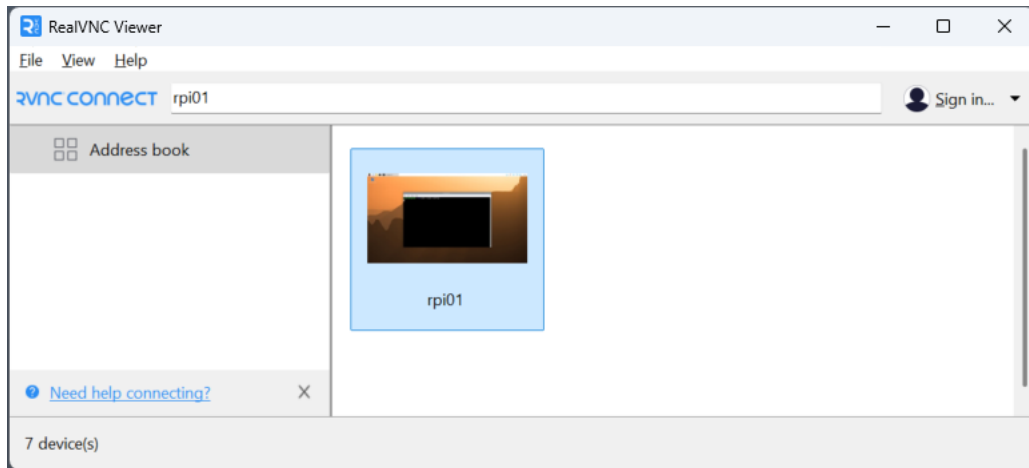 RealVNC Viewer
File View Help
RVNC CONNECT rpi01 Sign in...
Address book
rpi01
Need help connecting?
7 device(s)